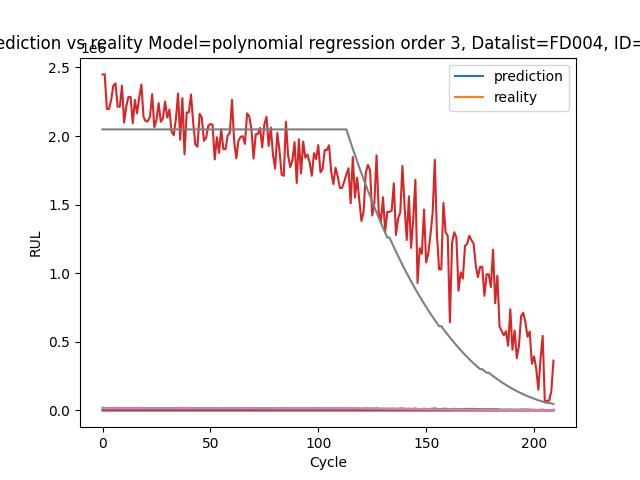 ediction vs reality Model=polynomial regression order 3, Datalist=FD004, ID=
1e6
2.5
2.0
1.5
1.0
0.5
0.0
RUL
prediction
reality
0 50 100 150 200
Cycle